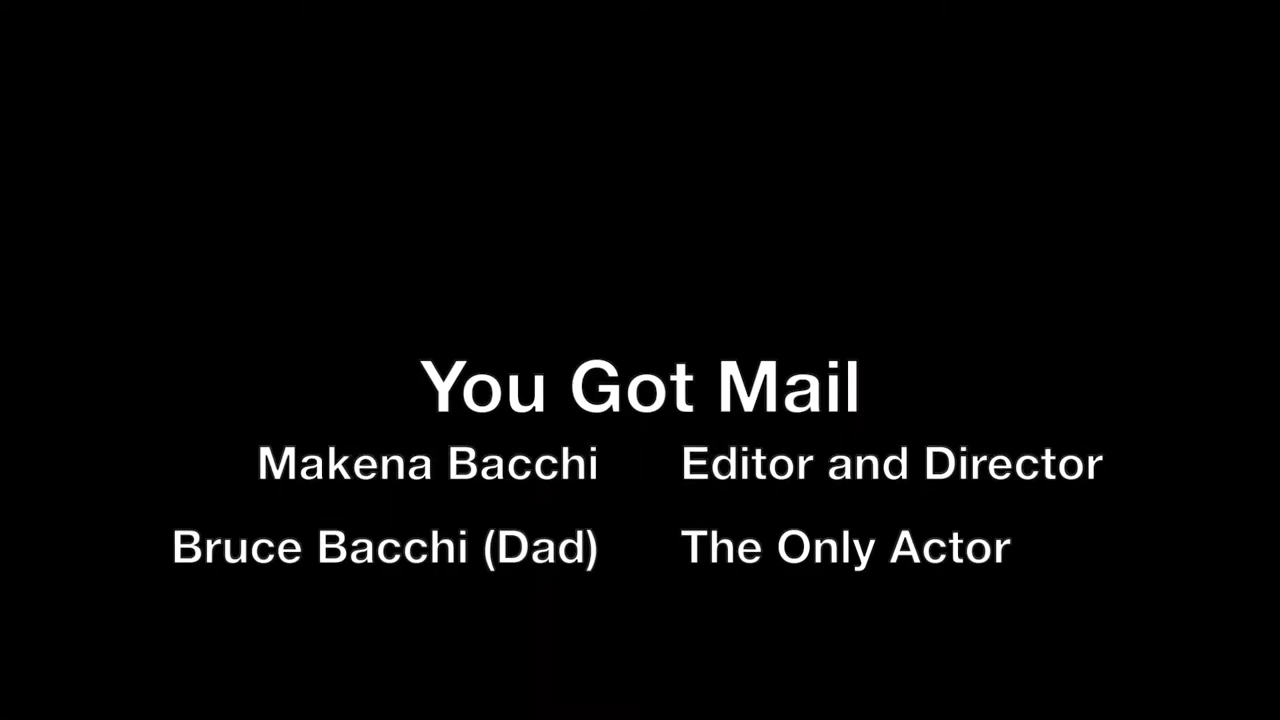 You Got Mail
Makena Bacchi Editor and Director
Bruce Bacchi (Dad) The Only Actor